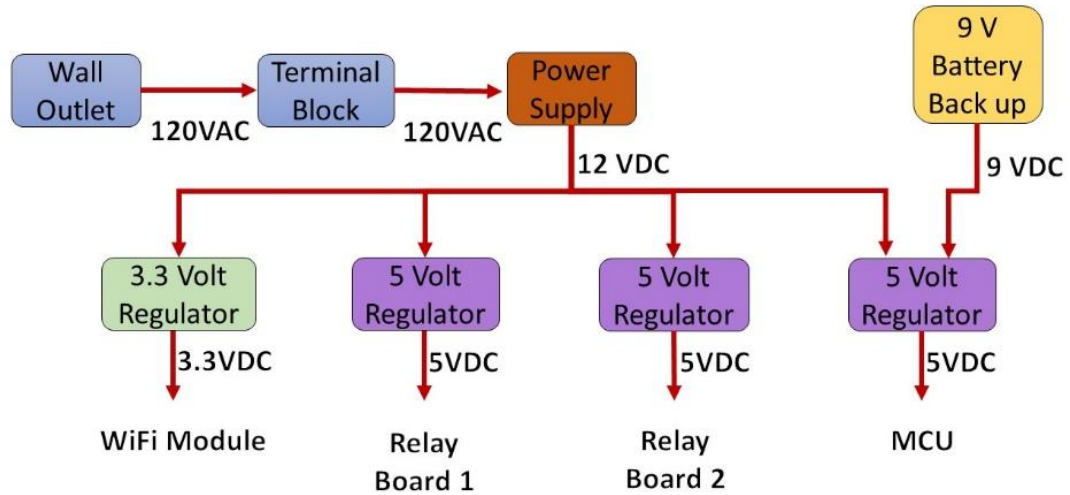 Wall
Outlet
120VAC
Terminal
Block
120VAC
Power
Supply
9 V
Battery
Back up
12 VDC
9 VDC
3.3 Volt
Regulator
5 Volt
Regulator
5 Volt
Regulator
5 Volt
Regulator
3.3VDC
5VDC
5VDC
5VDC
WiFi Module
Relay
Board 1
Relay
Board 2
MCU